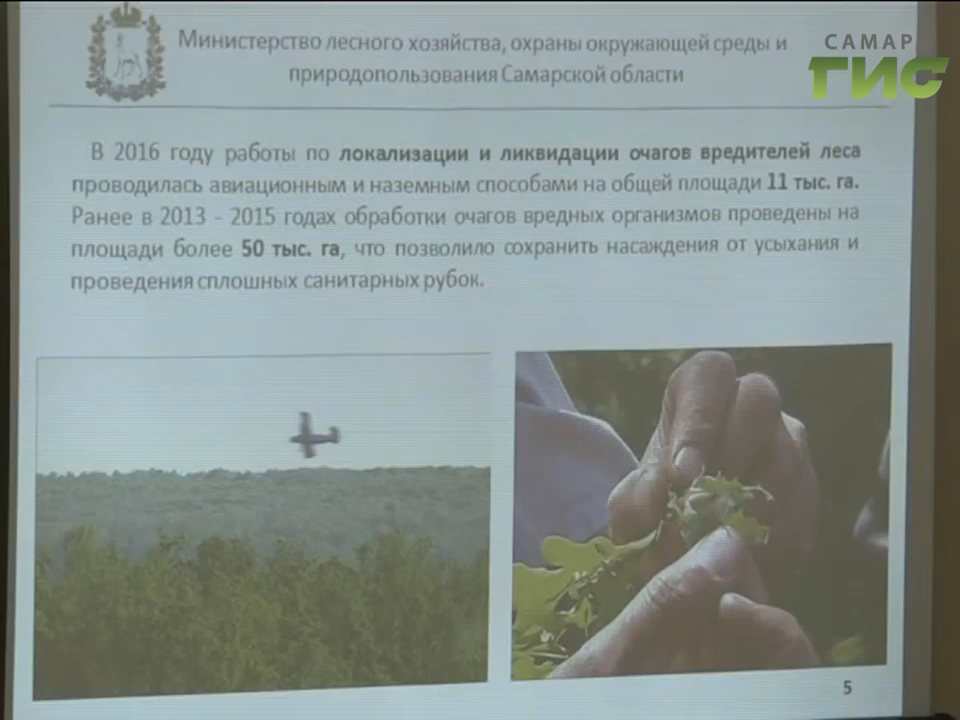 Министерство лесного хозяйства, охраны окружающей среды и
природопользования Самарской области
САМАР
ГИС
В 2016 году работы по локализации и ликвидации очагов вредителей леса
проводилась авиационным и наземным способами на общей площади 11 тыс. га.
Ранее в 2013 - 2015 годах обработки очагов вредных организмов проведены на
площади более 50 тыс. га, что позволило сохранить насаждения от усыхания и
проведения сплошных санитарных рубок.
5